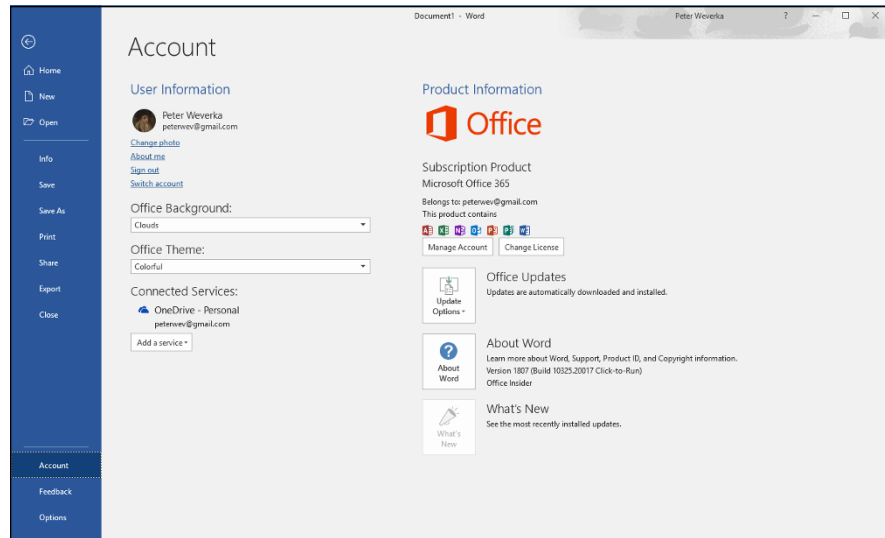 Document1 - Word
Peter Weverka
?
Account
Home
New
Open
Info
Save
Save As
Print
Share
Export
Close
Account
Feedback
Options
User Information
Peter Weverka
peterwev@gmail.com
Change photo
About me
Sign out
Switch account
Office Background:
Clouds
Office Theme:
Colorful
Connected Services:
OneDrive - Personal
peterwev@gmail.com
Add a service
Product Information
Office
Subscription Product
Microsoft Office 365
Belongs to: peterwev@gmail.com
This product contains
A X N O P P W
Manage Account Change License
Update
Options
Office Updates
Updates are automatically downloaded and installed.
About
Word
About Word
Learn more about Word, Support, Product ID, and Copyright information.
Version 1807 (Build 10325.20017 Click-to-Run)
Office Insider
What's
New
What's New
See the most recently installed updates.